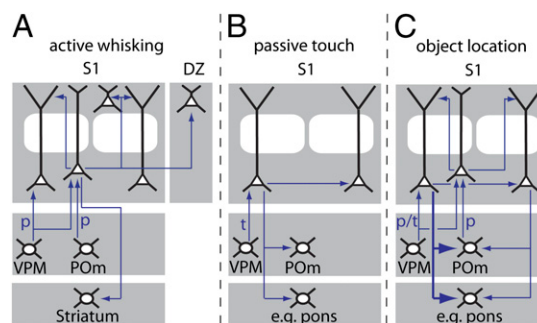 A
active whisking
S1
DZ
p
p
VPM
POm
Striatum
B
passive touch
S1
t
VPM
POm
e.g. pons
C
object location
S1
p/t
p
VPM
POm
e.g. pons